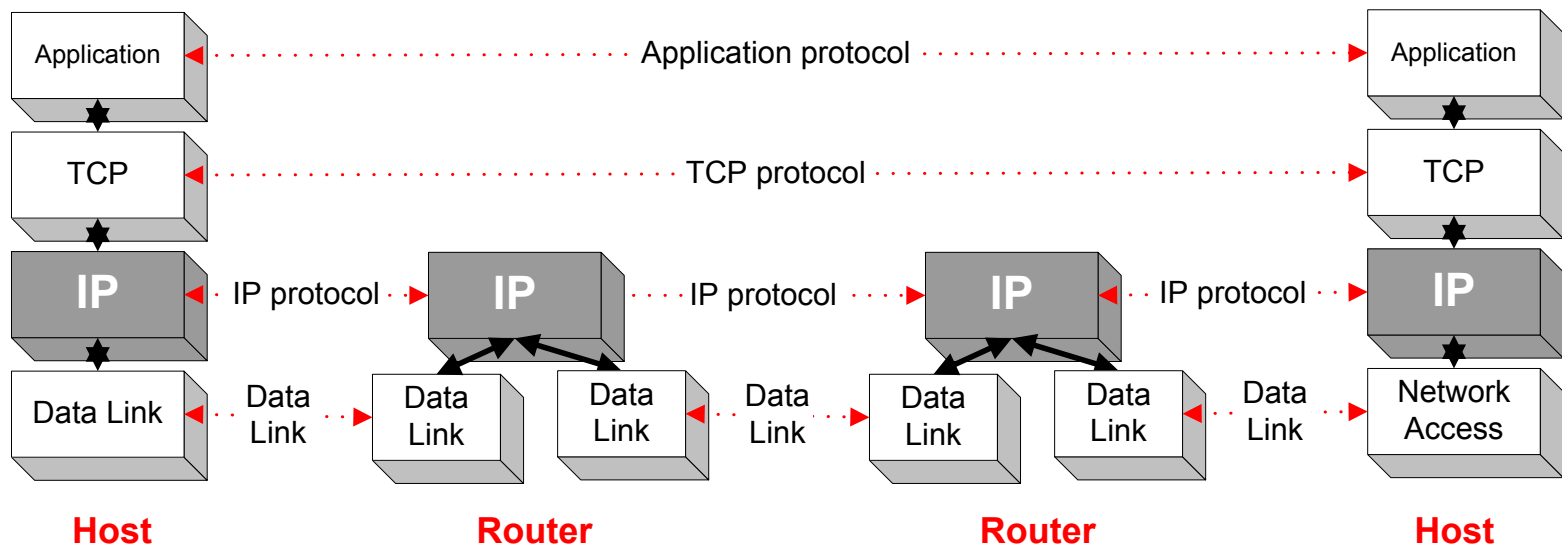 Application
Application protocol
Application
TCP
TCP protocol
TCP
IP
IP protocol
IP
IP protocol
IP
IP protocol
IP
Data Link
Data
Link
Data
Link
Data
Link
Data
Link
Data
Link
Data
Link
Data
Link
Network
Access
Host
Router
Router
Host